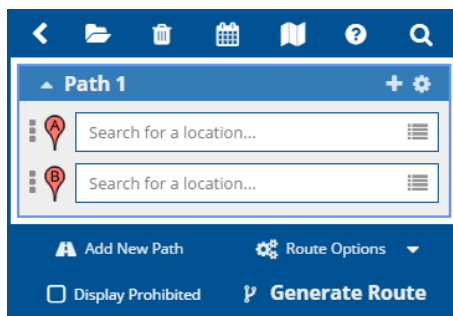 Path 1
A Search for a location...
B Search for a location...
Add New Path Route Options
Display Prohibited Generate Route